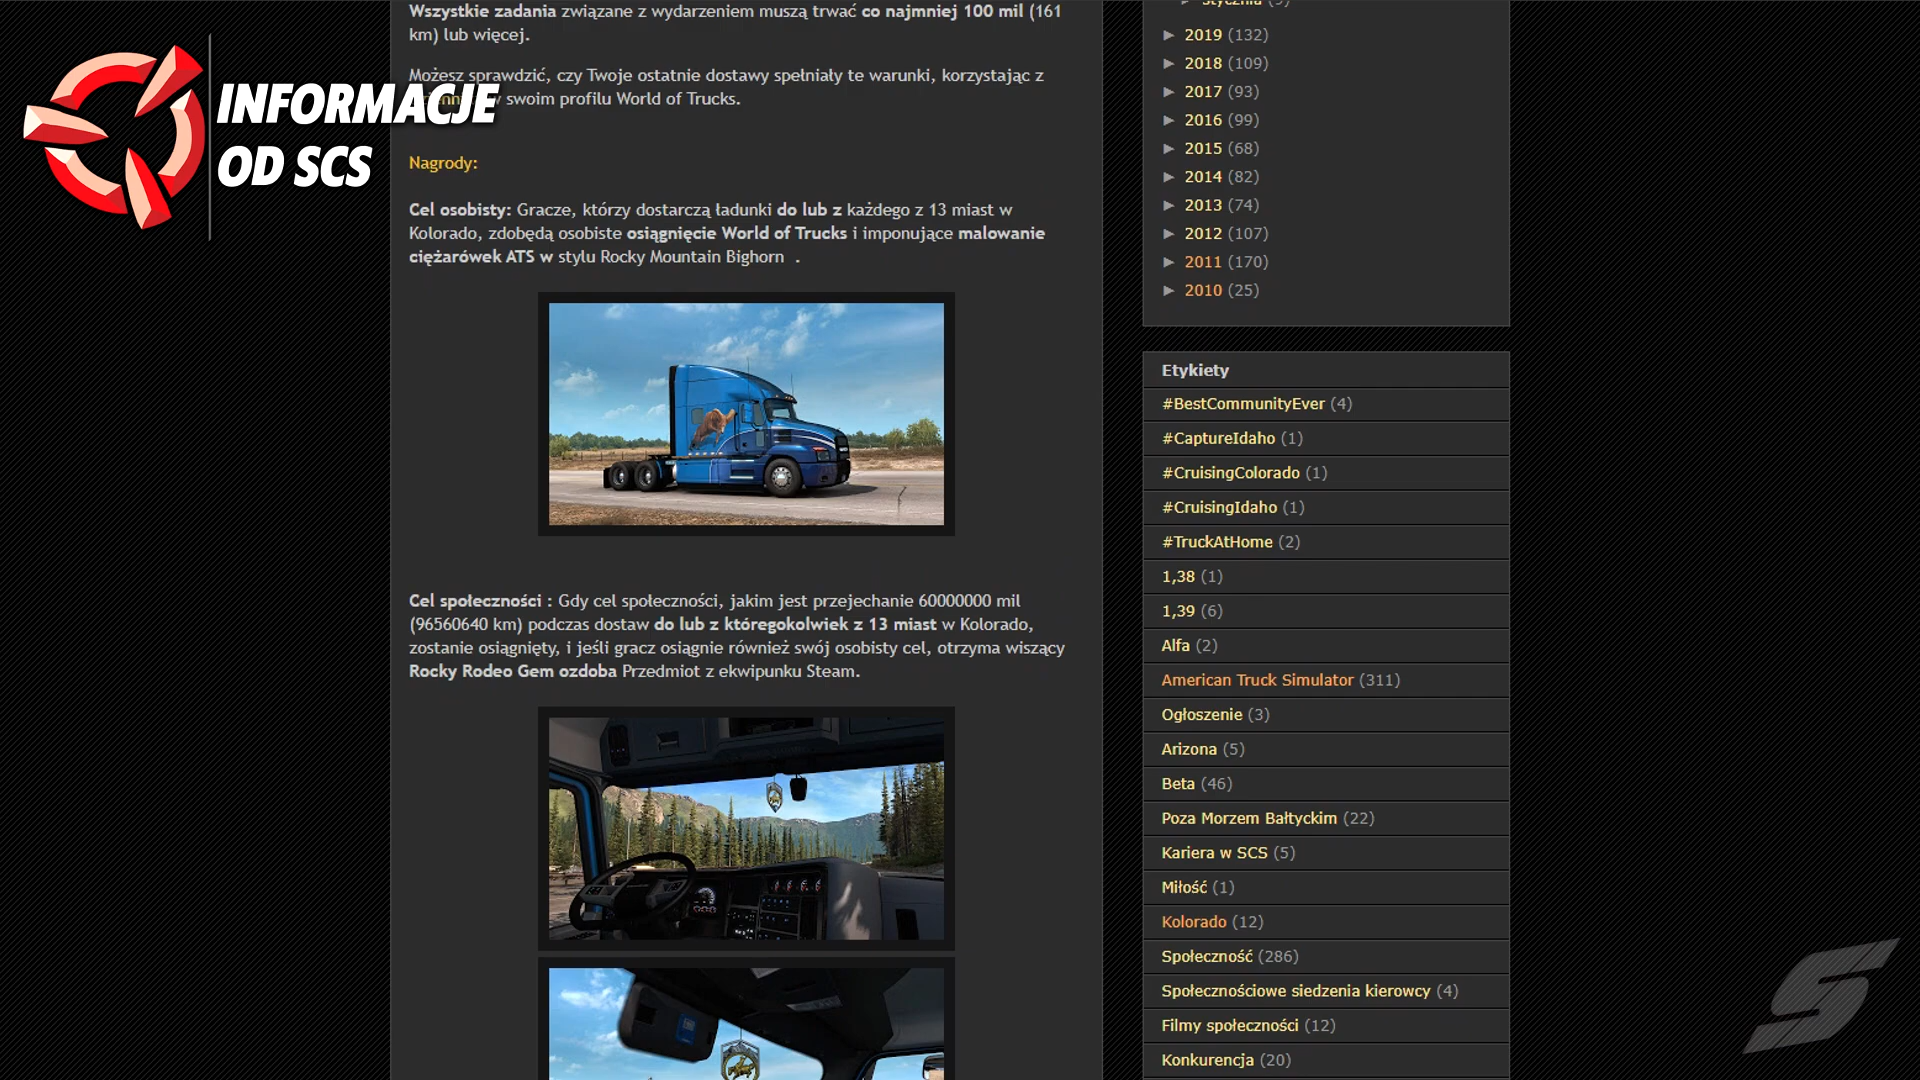 Wszystkie zadania związane z wydarzeniem muszą trwać co najmniej 100 mil (161
km) lub więcej.
Możesz sprawdzić, czy Twoje ostatnie dostawy spełniały te warunki, korzystając z
w swoim profilu World of Trucks.
INFORMACJE
OD SCS
Nagrody:
Cel osobisty: Gracze, którzy dostarczą ładunki do lub z każdego z 13 miast w
Kolorado, zdobędą osobiste osiągnięcie World of Trucks i imponujące malowanie
ciężarówek ATS w stylu Rocky Mountain Bighorn .
Cel społeczności : Gdy cel społeczności, jakim jest przejechanie 60000000 mil
(96560640 km) podczas dostaw do lub z któregokolwiek z 13 miast w Kolorado,
zostanie osiągnięty, i jeśli gracz osiągnie również swój osobisty cel, otrzyma wiszący
Rocky Rodeo Gem ozdoba Przedmiot z ekwipunku Steam.
► 2019 (132)
► 2018 (109)
► 2017 (93)
► 2016 (99)
► 2015 (68)
► 2014 (82)
► 2013 (74)
► 2012 (107)
► 2011 (170)
► 2010 (25)
Etykiety
#BestCommunityEver (4)
#CaptureIdaho (1)
#CruisingColorado (1)
#CruisingIdaho (1)
#TruckAtHome (2)
1,38 (1)
1,39 (6)
Alfa (2)
American Truck Simulator (311)
Ogłoszenie (3)
Arizona (5)
Beta (46)
Poza Morzem Bałtyckim (22)
Kariera w SCS (5)
Miłość (1)
Kolorado (12)
Społeczność (286)
Społecznościowe siedzenia kierowcy (4)
Filmy społeczności (12)
Konkurencja (20)